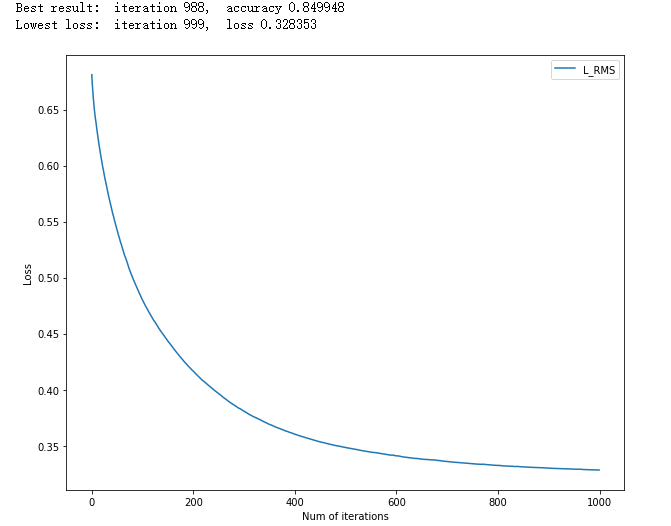 Best result:  iteration 988,  accuracy 0.849948
Lowest loss:  iteration 999,  loss 0.328353
L_RMS
0.65
0.60
0.55
0.50
0.45
0.40
0.35
Loss
0 200 400 600 800 1000
Num of iterations